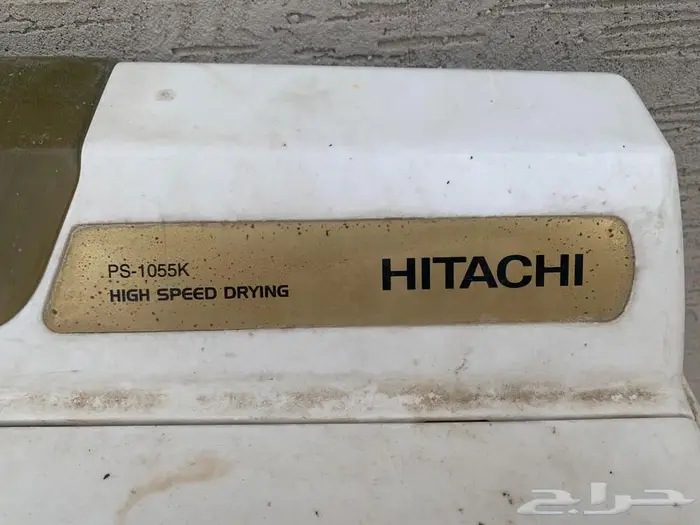 PS-1055K
HIGH SPEED DRYING
HITACHI
حراج